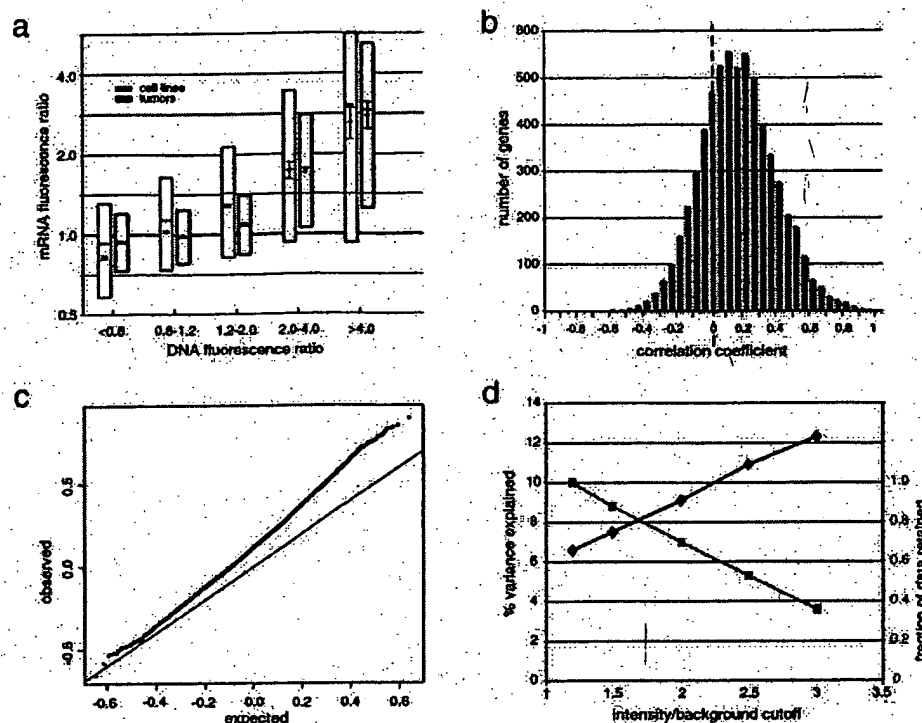 a
mRNA fluorescence ratio
4.0
2.0
1.0
0.5
cell lines
tumors
<0.8
0.8-1.2
1.2-2.0
2.0-4.0
>4.0
DNA fluorescence ratio
b
number of genes
600
500
400
300
200
100
0
-1 -0.8 -0.6 -0.4 -0.2 0 0.2 0.4 0.6 0.8 1
correlation coefficient
c
observed
0.5
0.0
-0.5
-0.6 -0.4 -0.2 0.0 0.2 0.4 0.6
expected
d
% variance explained
14
12
10
8
6
4
2
0
1.0
0.8
0.6
0.4
0.2
0
fraction of data retained
1 1.5 2 2.5 3 3.5
intensity/background cutoff